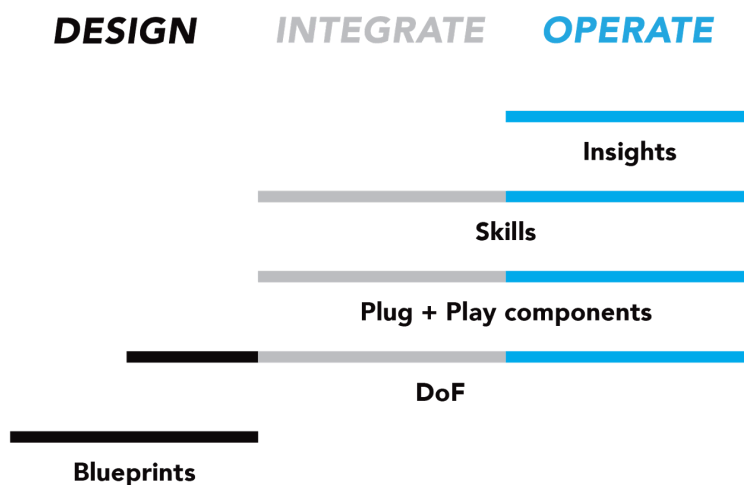 DESIGN INTEGRATE OPERATE
Insights
Skills
Plug + Play components
DoF
Blueprints